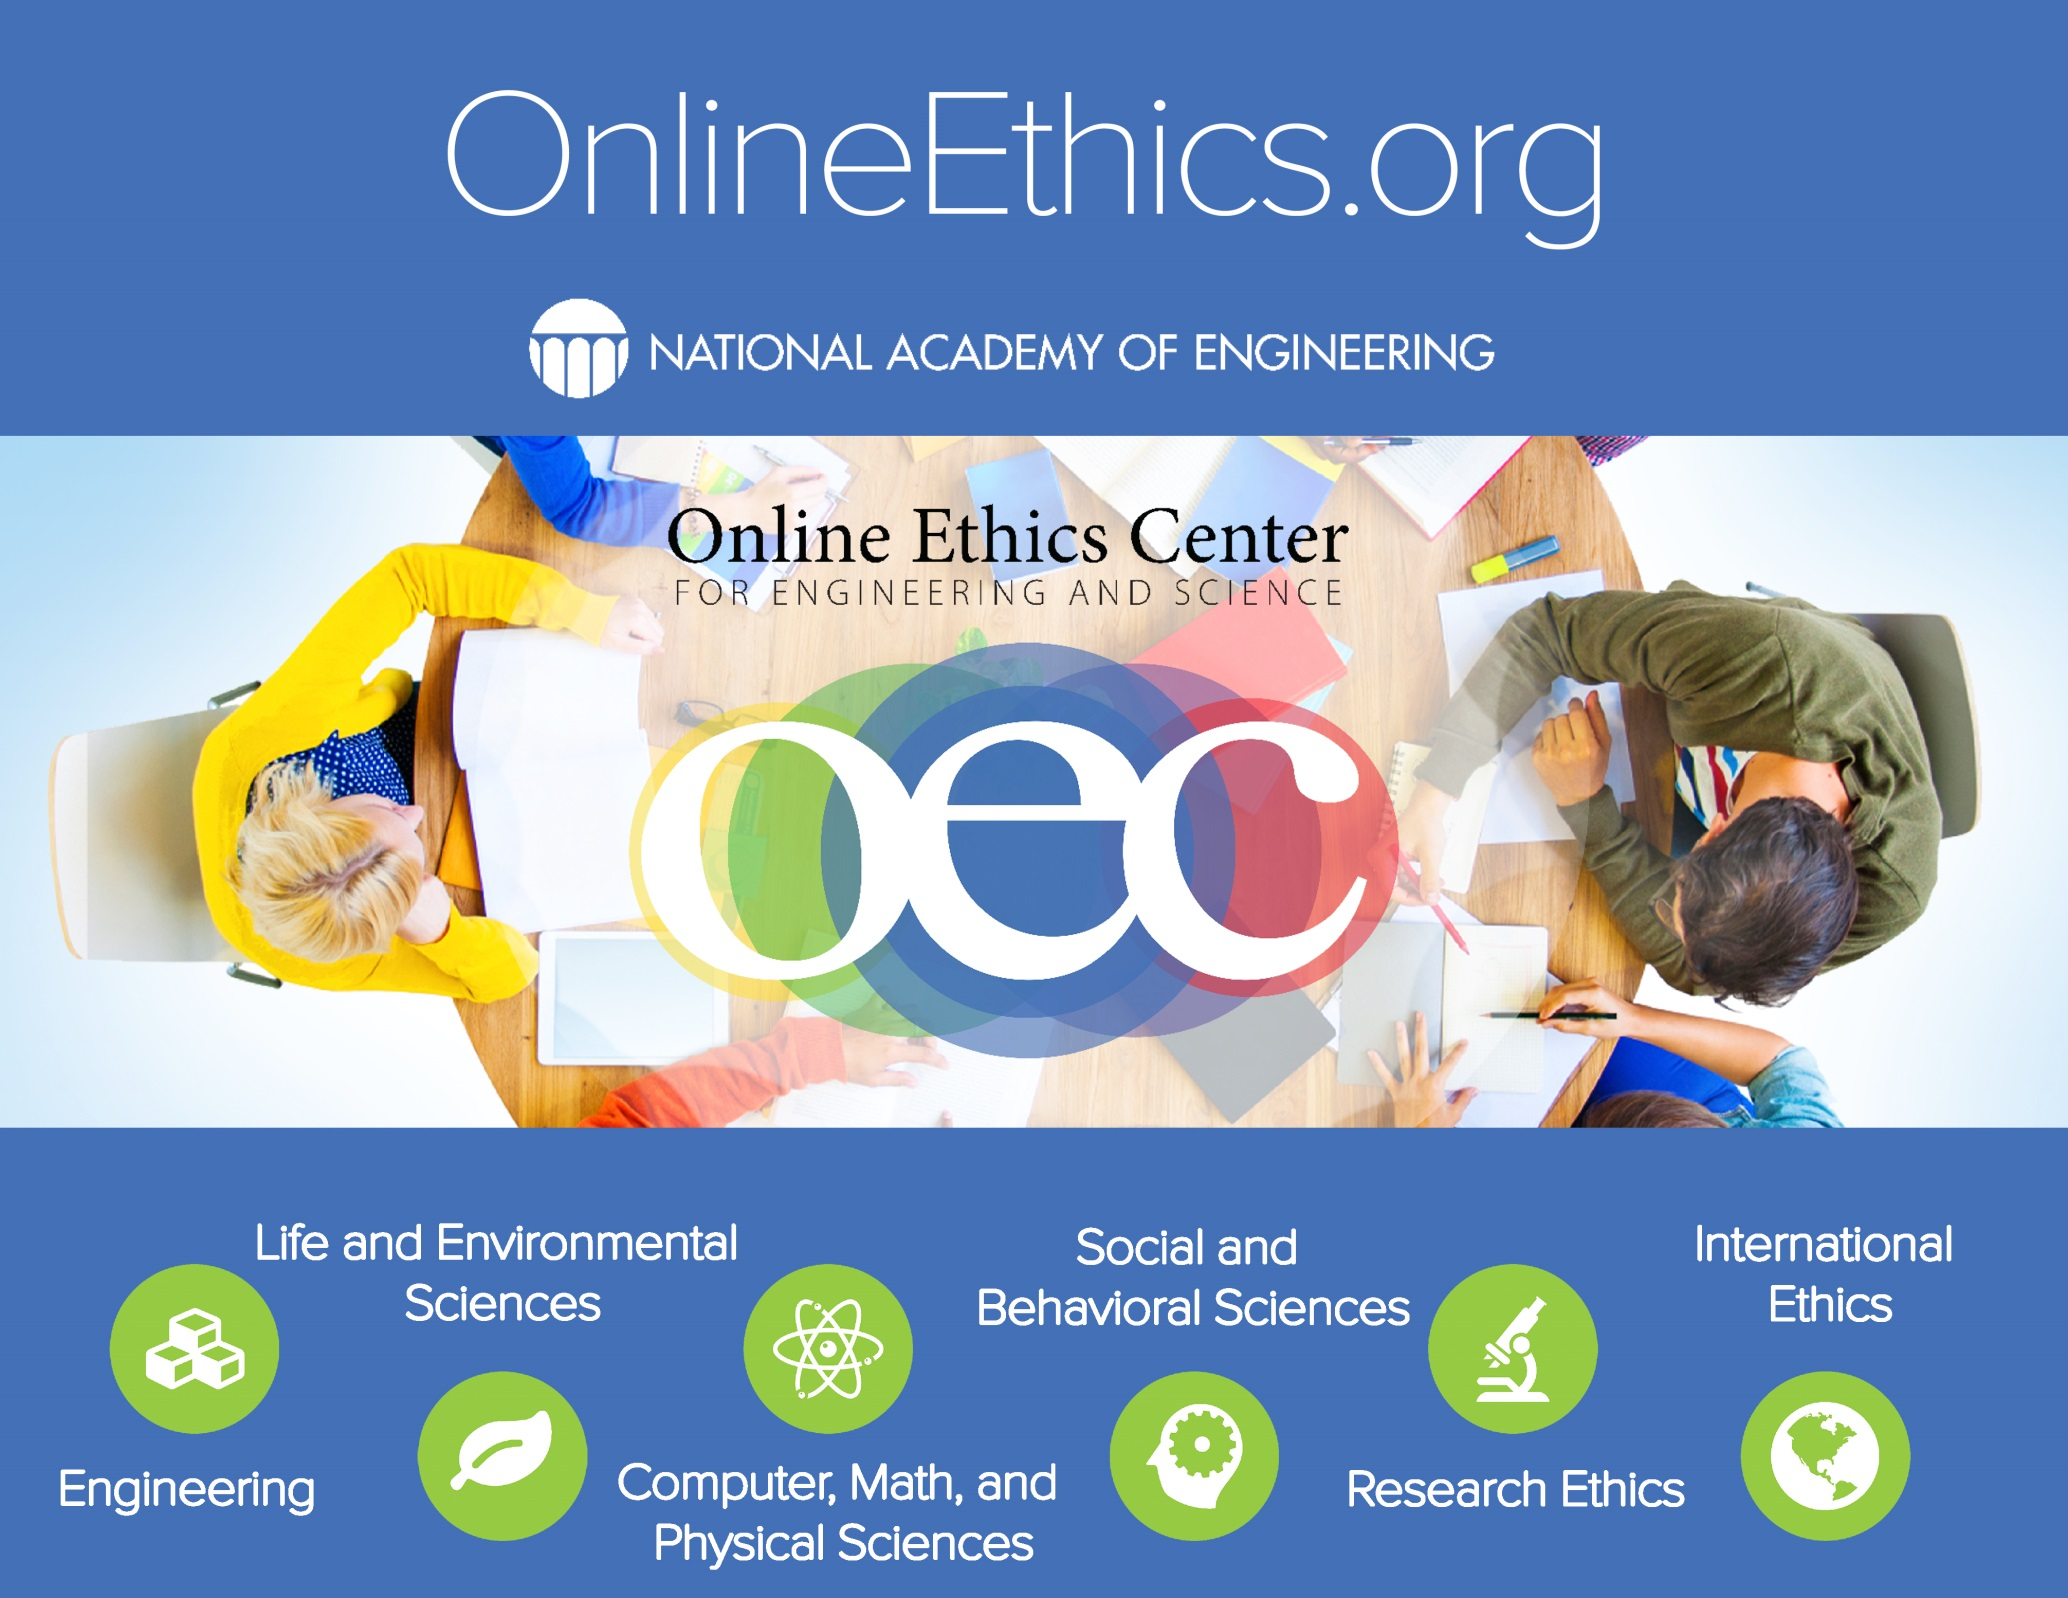 OnlineEthics.org
NATIONAL ACADEMY OF ENGINEERING
Online Ethics Center
FOR ENGINEERING AND SCIENCE
oec
Engineering
Life and Environmental
Sciences
Computer, Math, and
Physical Sciences
Social and
Behavioral Sciences
Research Ethics
International
Ethics